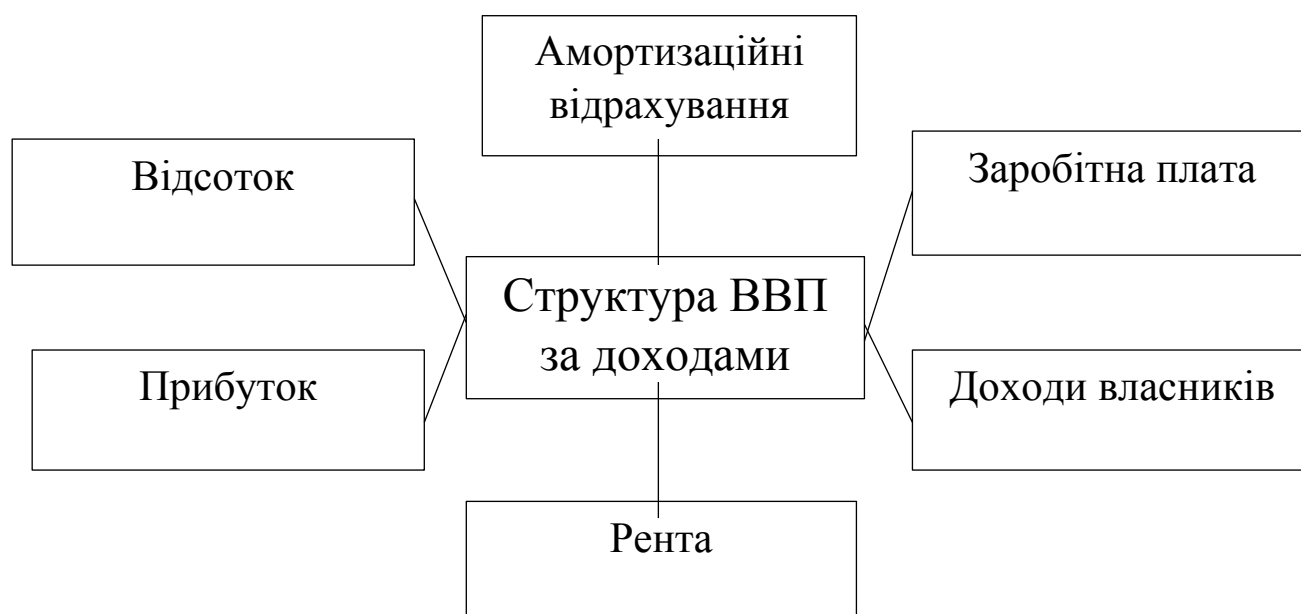 Амортизаційні
відрахування
Відсоток
Заробітна плата
Структура ВВП
за доходами
Прибуток
Доходи власників
Рента